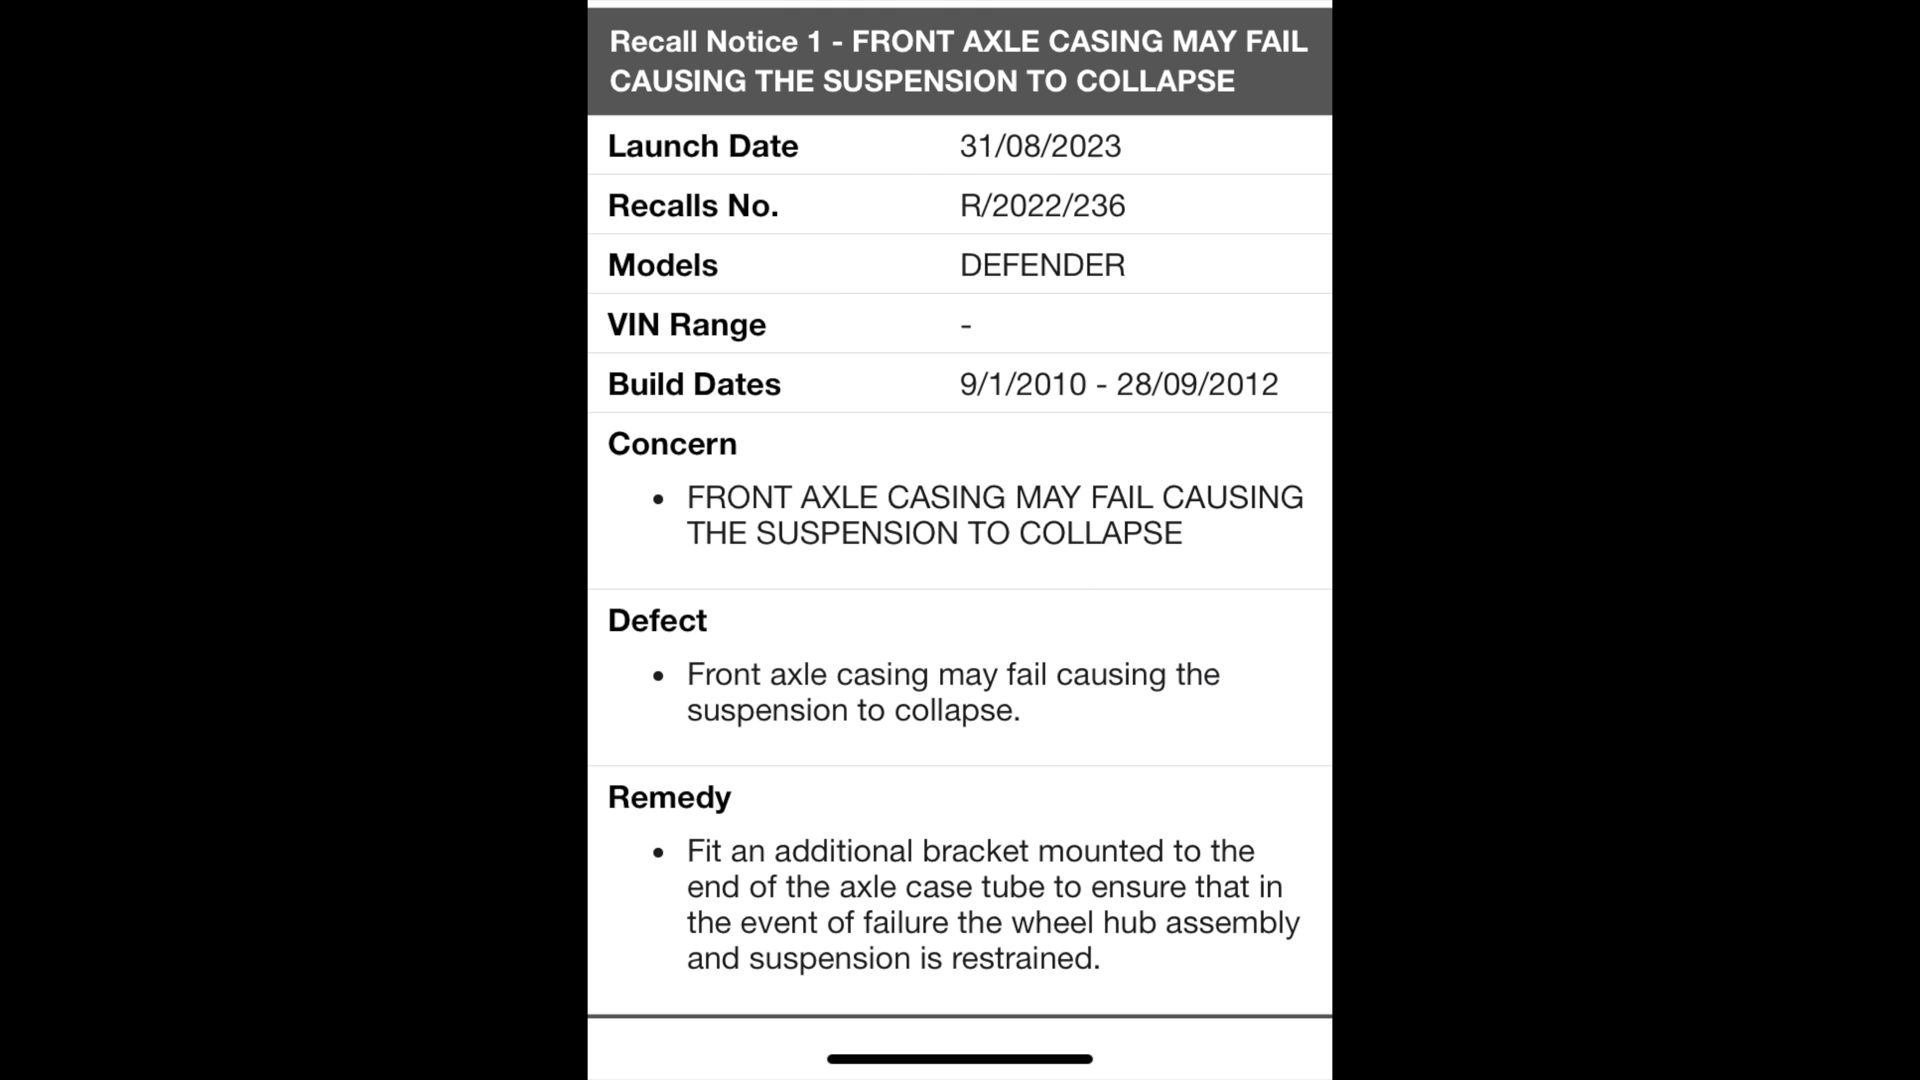 Recall Notice 1 - FRONT AXLE CASING MAY FAIL
CAUSING THE SUSPENSION TO COLLAPSE
Launch Date 31/08/2023
Recalls No. R/2022/236
Models DEFENDER
VIN Range -
Build Dates 9/1/2010 - 28/09/2012
Concern
• FRONT AXLE CASING MAY FAIL CAUSING
THE SUSPENSION TO COLLAPSE
Defect
• Front axle casing may fail causing the
suspension to collapse.
Remedy
• Fit an additional bracket mounted to the
end of the axle case tube to ensure that in
the event of failure the wheel hub assembly
and suspension is restrained.